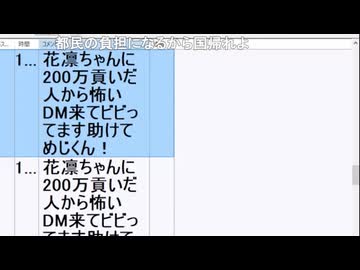 都民の負担になるから国帰れよ
時間
コメント
1... 花凛ちゃんに
200万貢いだ
人から怖い
DM来てビビっ
てます助けて
めじくん！
1... 花凛ちゃんに
200万貢いだ
人から怖い
DM来てビビっ
てます助けて